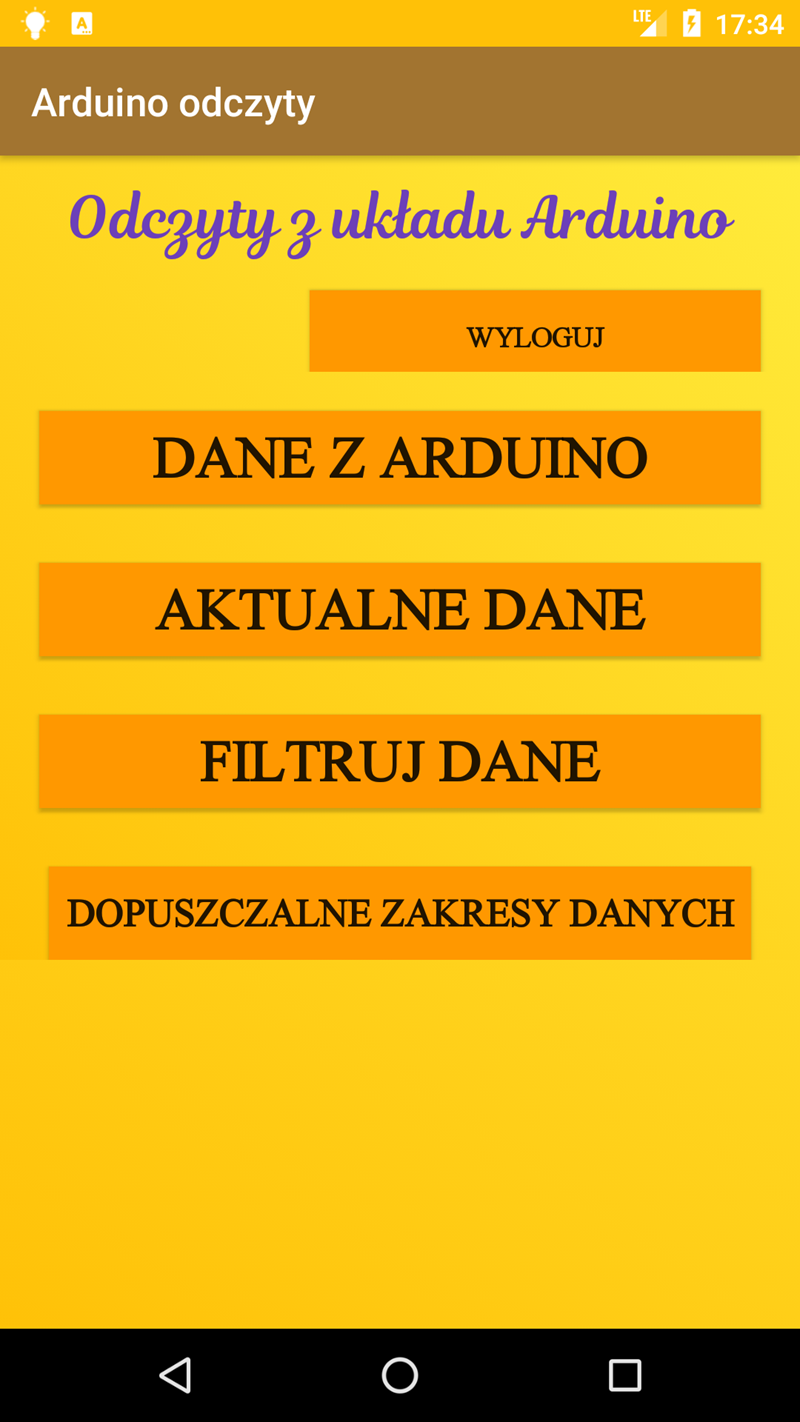 LTE 17:34
Arduino odczyty
Odczyty z układu Arduino
WYLOGUJ
DANE Z ARDUINO
AKTUALNE DANE
FILTRUJ DANE
DOPUSZCZALNE ZAKRESY DANYCH